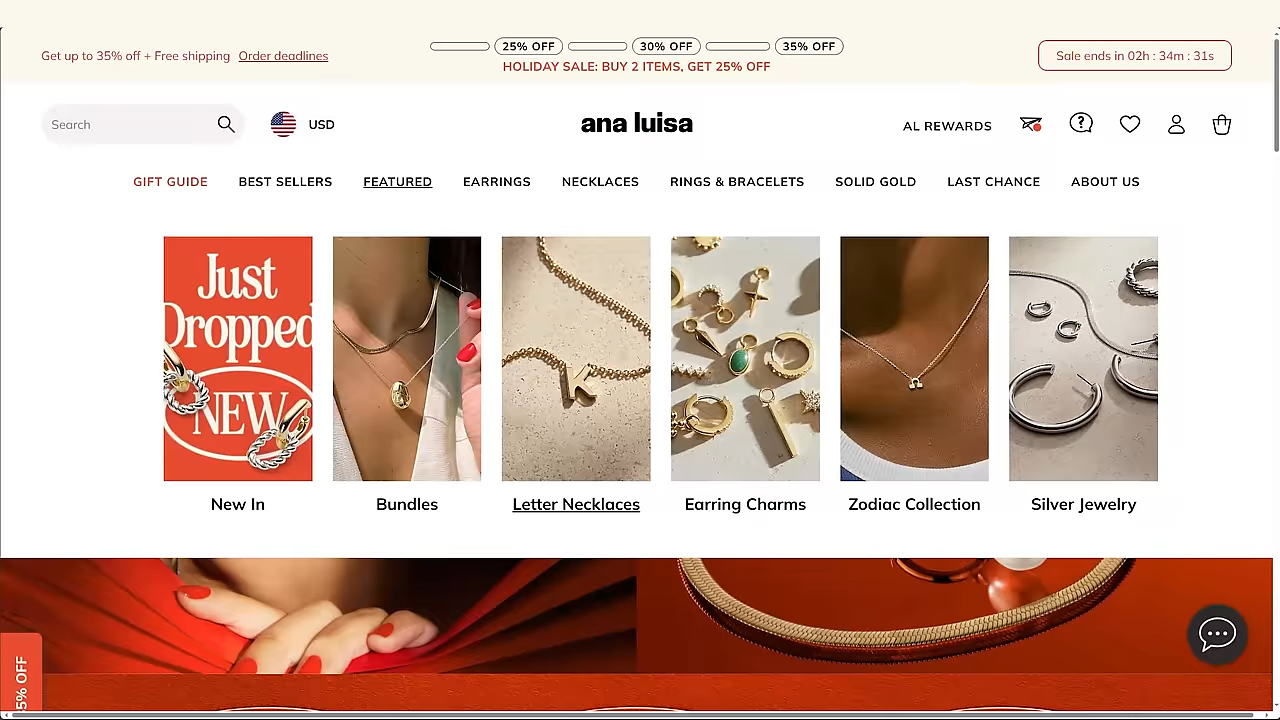 25% OFF 30% OFF 35% OFF
Get up to 35% off + Free shipping Order deadlines
HOLIDAY SALE: BUY 2 ITEMS, GET 25% OFF
Sale ends in 02h : 34m : 31s
Search
USD
ana luisa
AL REWARDS
GIFT GUIDE BEST SELLERS FEATURED EARRINGS NECKLACES RINGS & BRACELETS SOLID GOLD LAST CHANCE ABOUT US
Just
Dropped
NEW
K
New In Bundles Letter Necklaces Earring Charms Zodiac Collection Silver Jewelry
5% OFF